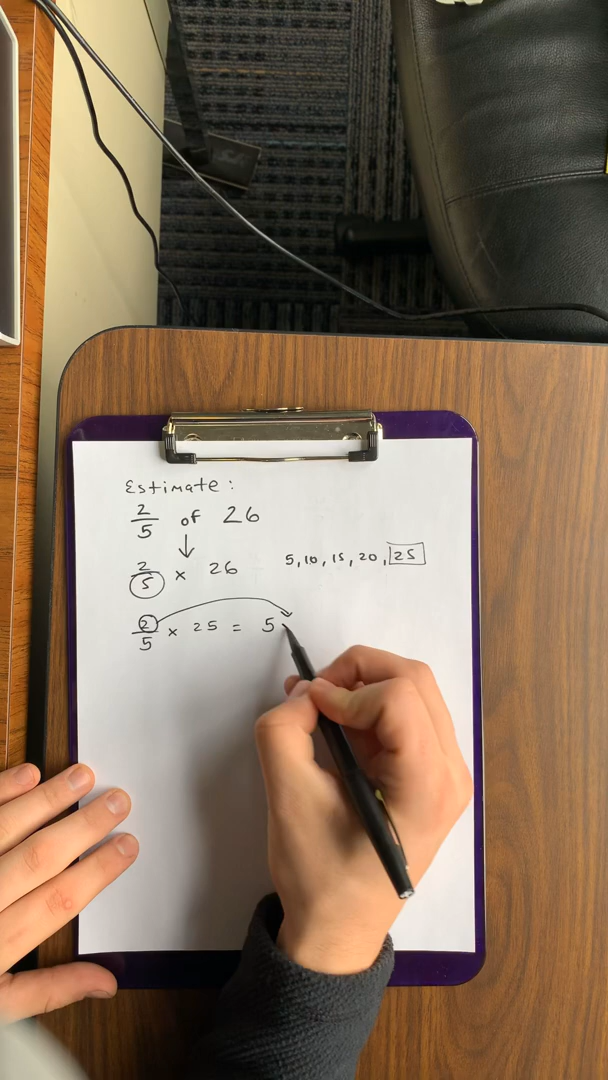 Estimate:
2/5 of 26
↓
2/5 × 26 5, 10, 15, 20, 25
2/5 × 25 = 5